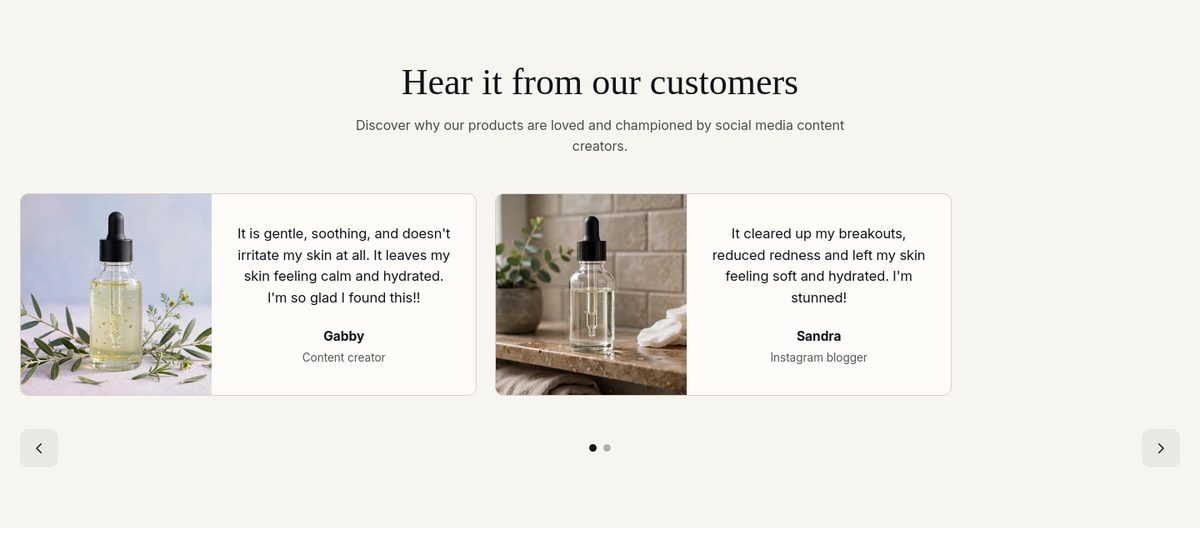 Hear it from our customers
Discover why our products are loved and championed by social media content
creators.
It is gentle, soothing, and doesn't
irritate my skin at all. It leaves my
skin feeling calm and hydrated.
I'm so glad I found this!!
Gabby
Content creator
It cleared up my breakouts,
reduced redness and left my skin
feeling soft and hydrated. I'm
stunned!
Sandra
Instagram blogger